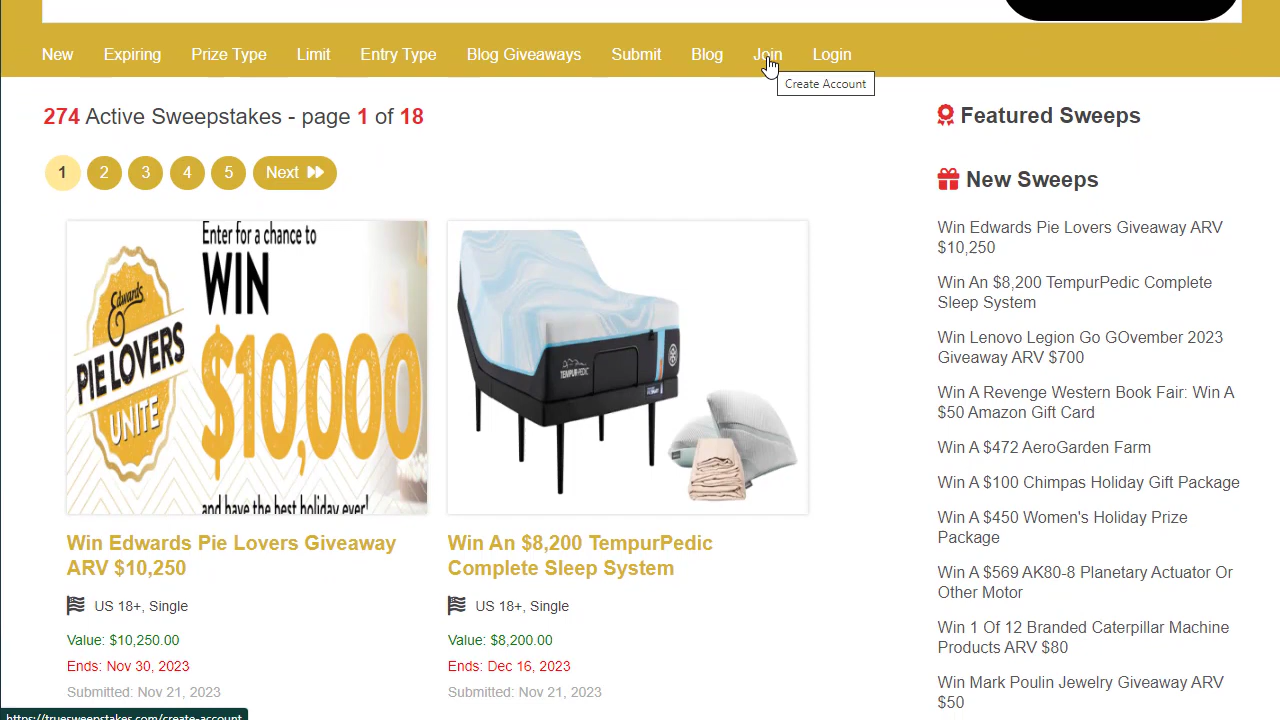 New Expiring Prize Type Limit Entry Type Blog Giveaways Submit Blog Join Login
Create Account
274 Active Sweepstakes - page 1 of 18
1 2 3 4 5 Next
Edwards
PIE LOVERS
UNITE
Enter for a chance to
WIN
$10,000
and have the best holiday ever!
TEMPUR-PEDIC
Win Edwards Pie Lovers Giveaway
ARV $10,250
US 18+, Single
Value: $10,250.00
Ends: Nov 30, 2023
Submitted: Nov 21, 2023
Win An $8,200 TempurPedic
Complete Sleep System
US 18+, Single
Value: $8,200.00
Ends: Dec 16, 2023
Submitted: Nov 21, 2023
Featured Sweeps
New Sweeps
Win Edwards Pie Lovers Giveaway ARV
$10,250
Win An $8,200 TempurPedic Complete
Sleep System
Win Lenovo Legion Go GOvember 2023
Giveaway ARV $700
Win A Revenge Western Book Fair: Win A
$50 Amazon Gift Card
Win A $472 AeroGarden Farm
Win A $100 Chimpas Holiday Gift Package
Win A $450 Women's Holiday Prize
Package
Win A $569 AK80-8 Planetary Actuator Or
Other Motor
Win 1 Of 12 Branded Caterpillar Machine
Products ARV $80
Win Mark Poulin Jewelry Giveaway ARV
$50
https://truesweepstakes.com/create-account